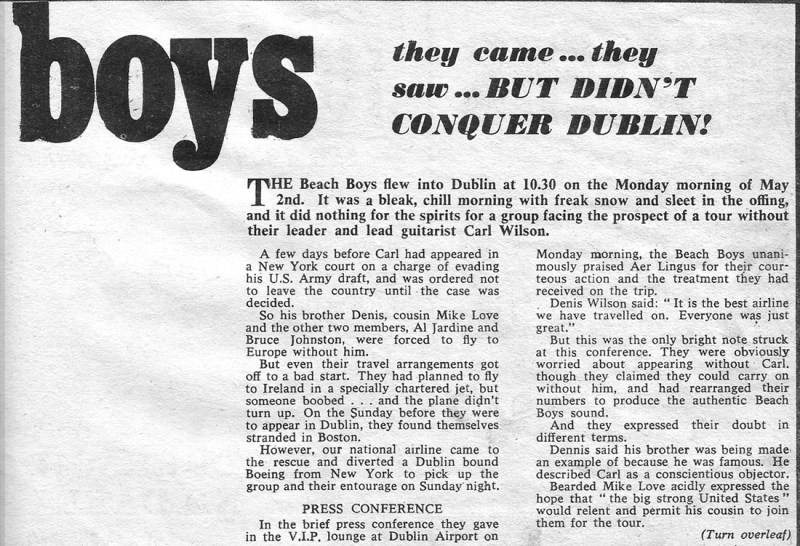 boys
they came ... they
saw ... BUT DIDN'T
CONQUER DUBLIN!
THE Beach Boys flew into Dublin at 10.30 on the Monday morning of May
2nd. It was a bleak, chill morning with freak snow and sleet in the offing,
and it did nothing for the spirits for a group facing the prospect of a tour without
their leader and lead guitarist Carl Wilson.
A few days before Carl had appeared in
a New York court on a charge of evading
his U.S. Army draft, and was ordered not
to leave the country until the case was
decided.
So his brother Denis, cousin Mike Love
and the other two members, Al Jardine and
Bruce Johnston, were forced to fly to
Europe without him.
But even their travel arrangements got
off to a bad start. They had planned to fly
to Ireland in a specially chartered jet, but
someone boobed . . . and the plane didn't
turn up. On the Sunday before they were
to appear in Dublin, they found themselves
stranded in Boston.
However, our national airline came to
the rescue and diverted a Dublin bound
Boeing from New York to pick up the
group and their entourage on Sunday night.
PRESS CONFERENCE
In the brief press conference they gave
in the V.I.P. lounge at Dublin Airport on
Monday morning, the Beach Boys unani-
mously praised Aer Lingus for their cour-
teous action and the treatment they had
received on the trip.
Denis Wilson said: "It is the best airline
we have travelled on. Everyone was just
great."
But this was the only bright note struck
at this conference. They were obviously
worried about appearing without Carl.
though they claimed they could carry on
without him, and had rearranged their
numbers to produce the authentic Beach
Boys sound.
And they expressed their doubt in
different terms.
Dennis said his brother was being made
an example of because he was famous. He
described Carl as a conscientious objector.
Bearded Mike Love acidly expressed the
hope that "the big strong United States"
would relent and permit his cousin to join
them for the tour.
(Turn overleaf)